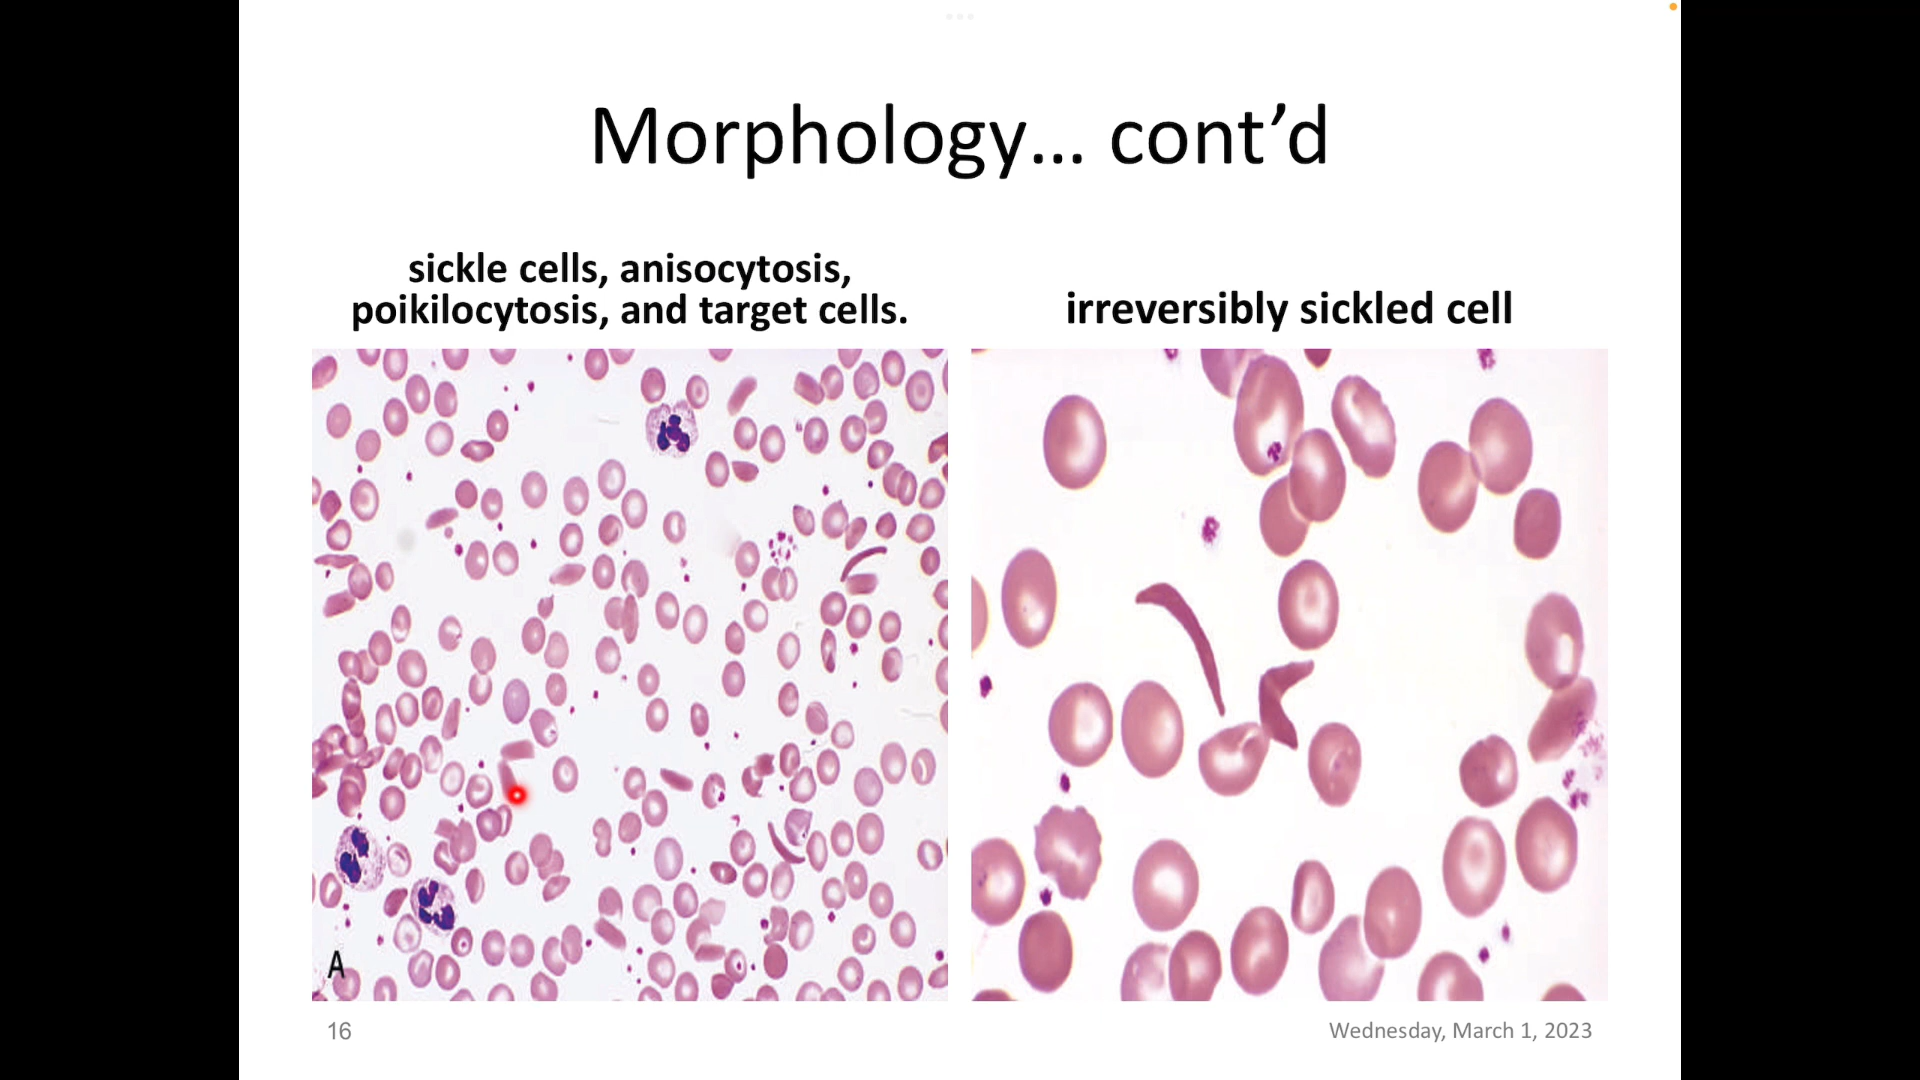 Morphology… cont’d
sickle cells, anisocytosis,
poikilocytosis, and target cells.
irreversibly sickled cell
A
16
Wednesday, March 1, 2023